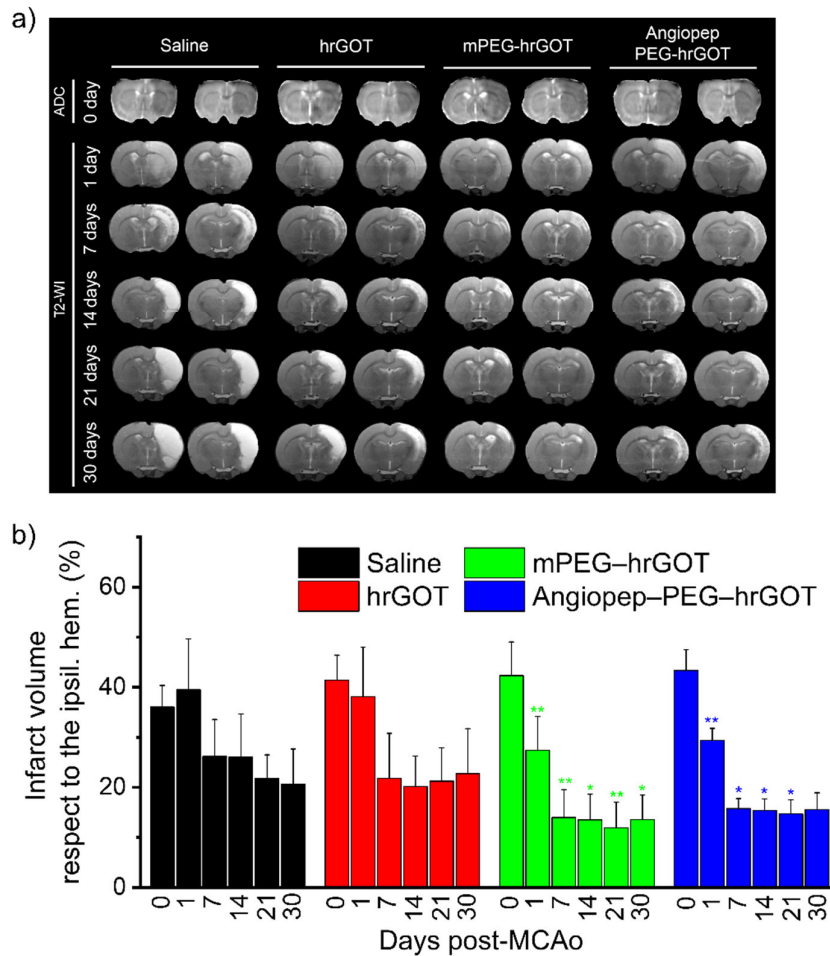 a)
Saline
hrGOT
mPEG-hrGOT
Angiopep
PEG-hrGOT
ADC
0 day
T2-WI
1 day
7 days
14 days
21 days
30 days
b)
Infarct volume
respect to the ipsil. hem. (%)
60
40
20
0
Saline
hrGOT
mPEG–hrGOT
Angiopep–PEG–hrGOT
** ** * ** *
** * * *
0 1 7 14 21 30 0 1 7 14 21 30 0 1 7 14 21 30 0 1 7 14 21 30
Days post-MCAo